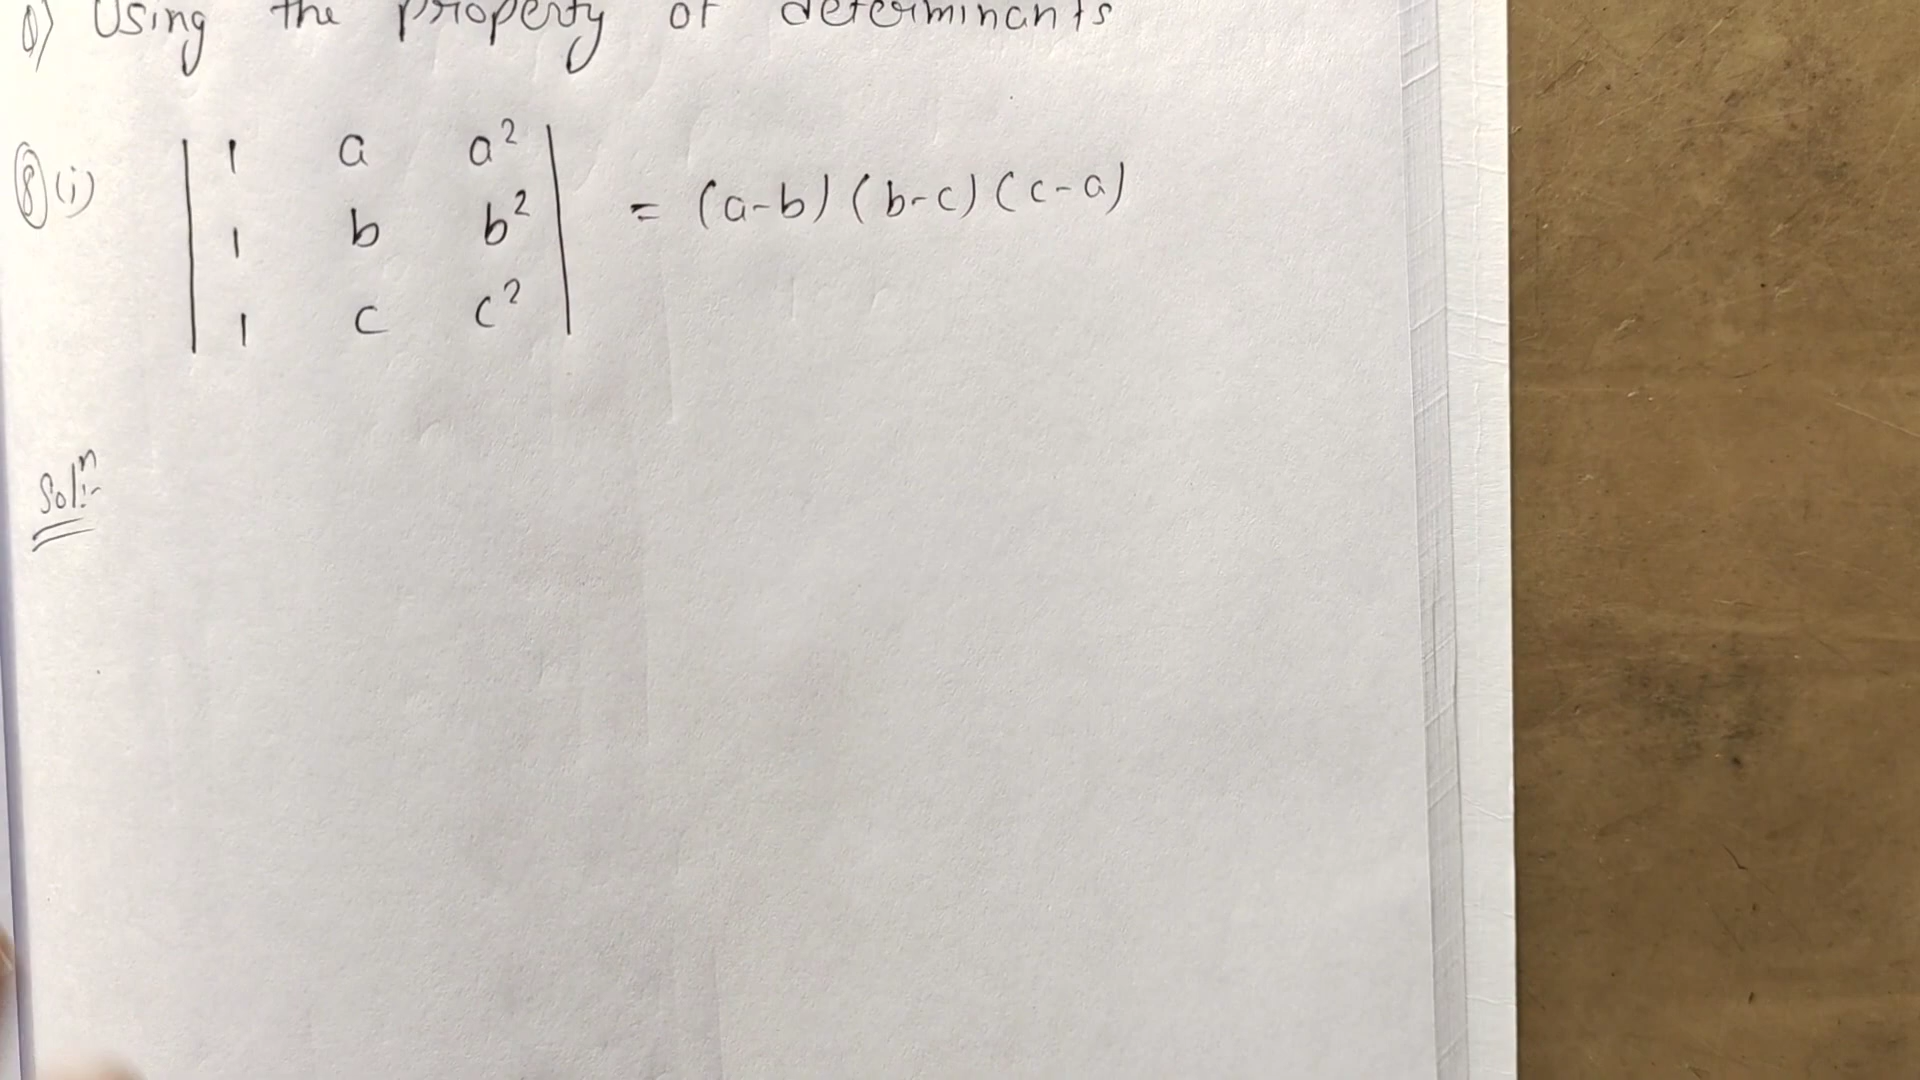 Q) Using the property of determinants
⑧(i) | 1 a a² |
| 1 b b² | = (a-b) (b-c) (c-a)
| 1 c c² |
Solⁿ:-